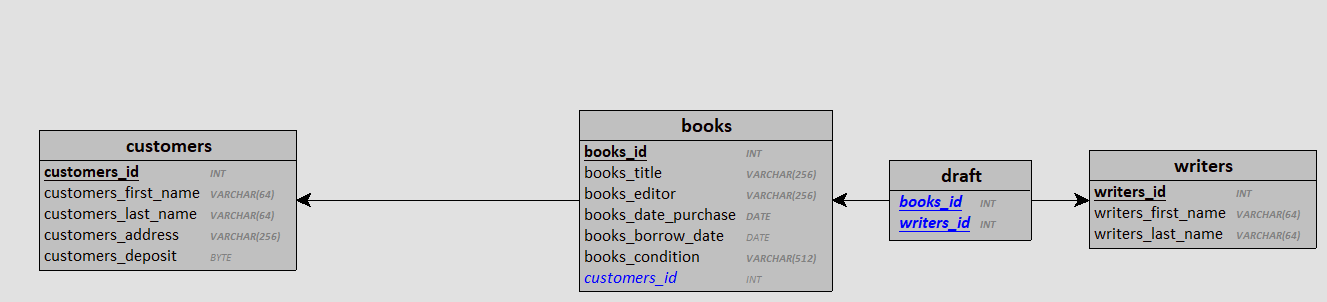 customers
customers_id INT
customers_first_name VARCHAR(64)
customers_last_name VARCHAR(64)
customers_address VARCHAR(256)
customers_deposit BYTE
books
books_id INT
books_title VARCHAR(256)
books_editor VARCHAR(256)
books_date_purchase DATE
books_borrow_date DATE
books_condition VARCHAR(512)
customers_id INT
draft
books_id INT
writers_id INT
writers
writers_id INT
writers_first_name VARCHAR(64)
writers_last_name VARCHAR(64)